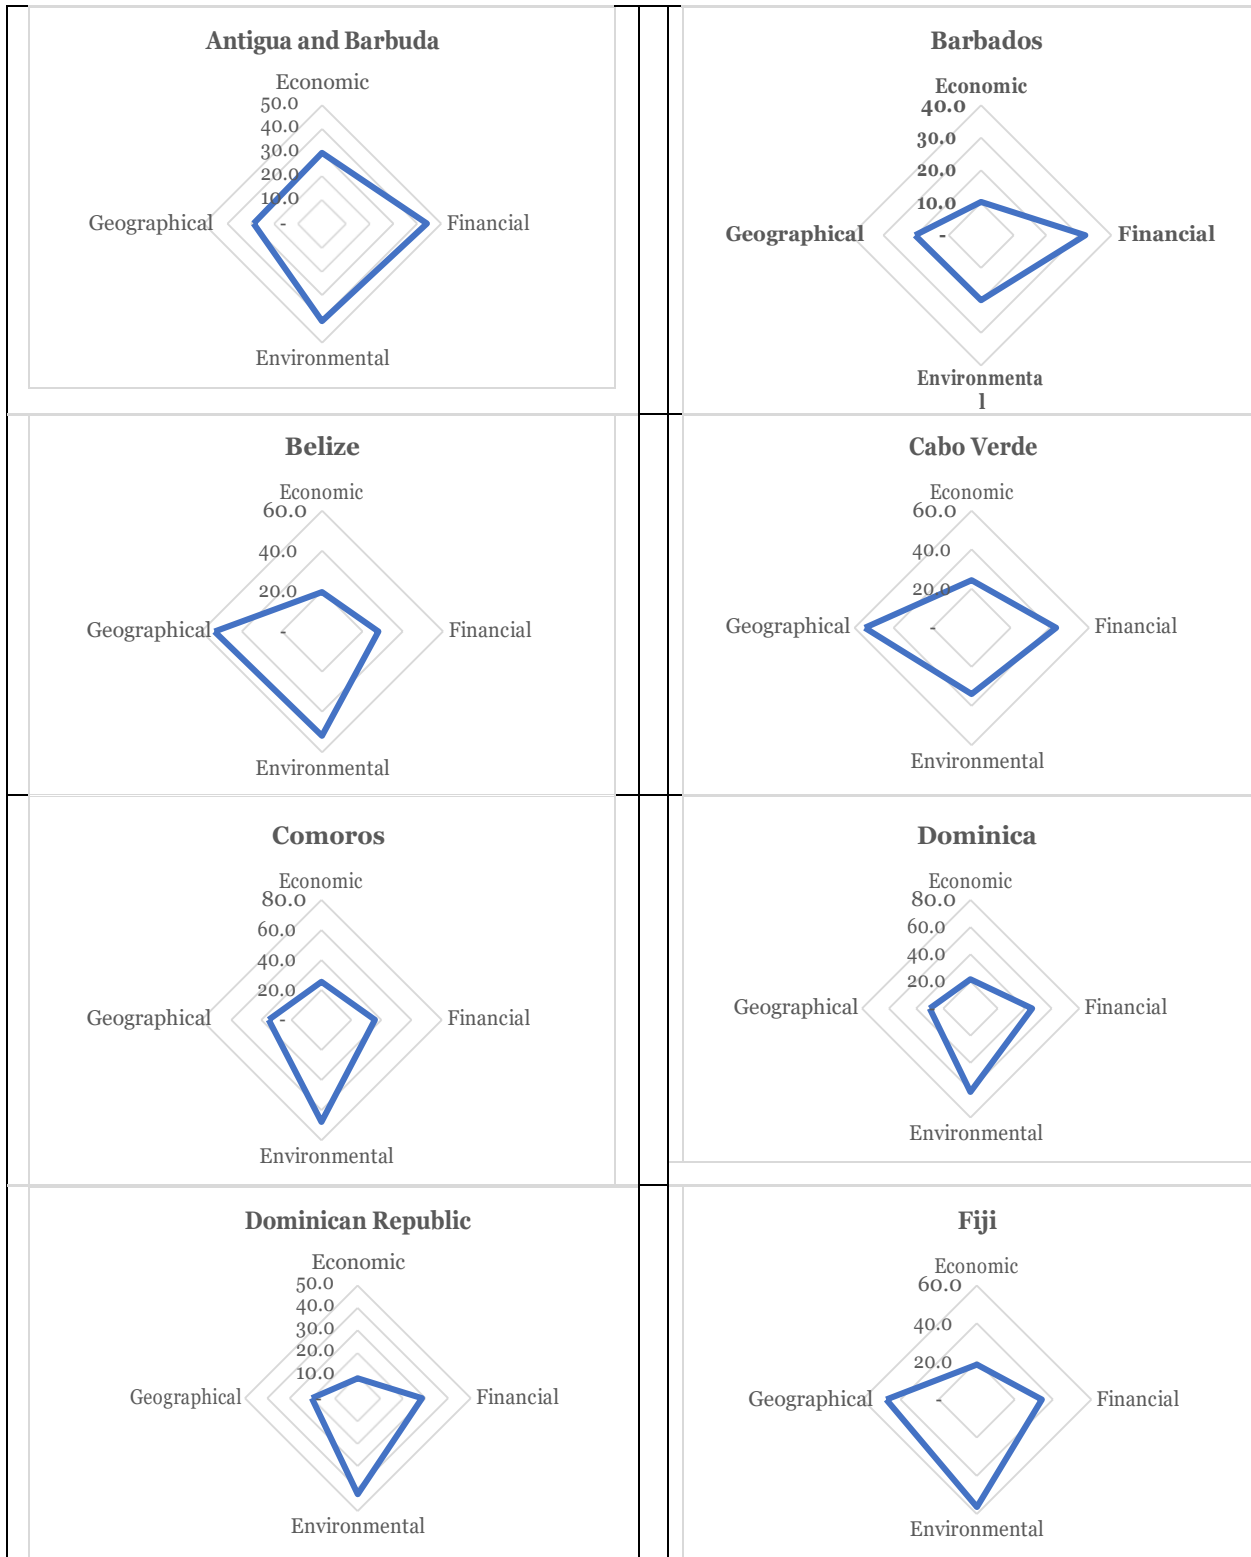 Antigua and Barbuda
Economic
50.0
40.0
30.0
20.0
10.0
-
Geographical
Financial
Environmental
Barbados
Economic
40.0
30.0
20.0
10.0
-
Geographical
Financial
Environmenta
l
Belize
Economic
60.0
40.0
20.0
-
Geographical
Financial
Environmental
Cabo Verde
Economic
60.0
40.0
20.0
-
Geographical
Financial
Environmental
Comoros
Economic
80.0
60.0
40.0
20.0
-
Geographical
Financial
Environmental
Dominica
Economic
80.0
60.0
40.0
20.0
-
Geographical
Financial
Environmental
Dominican Republic
Economic
50.0
40.0
30.0
20.0
10.0
-
Geographical
Financial
Environmental
Fiji
Economic
60.0
40.0
20.0
-
Geographical
Financial
Environmental